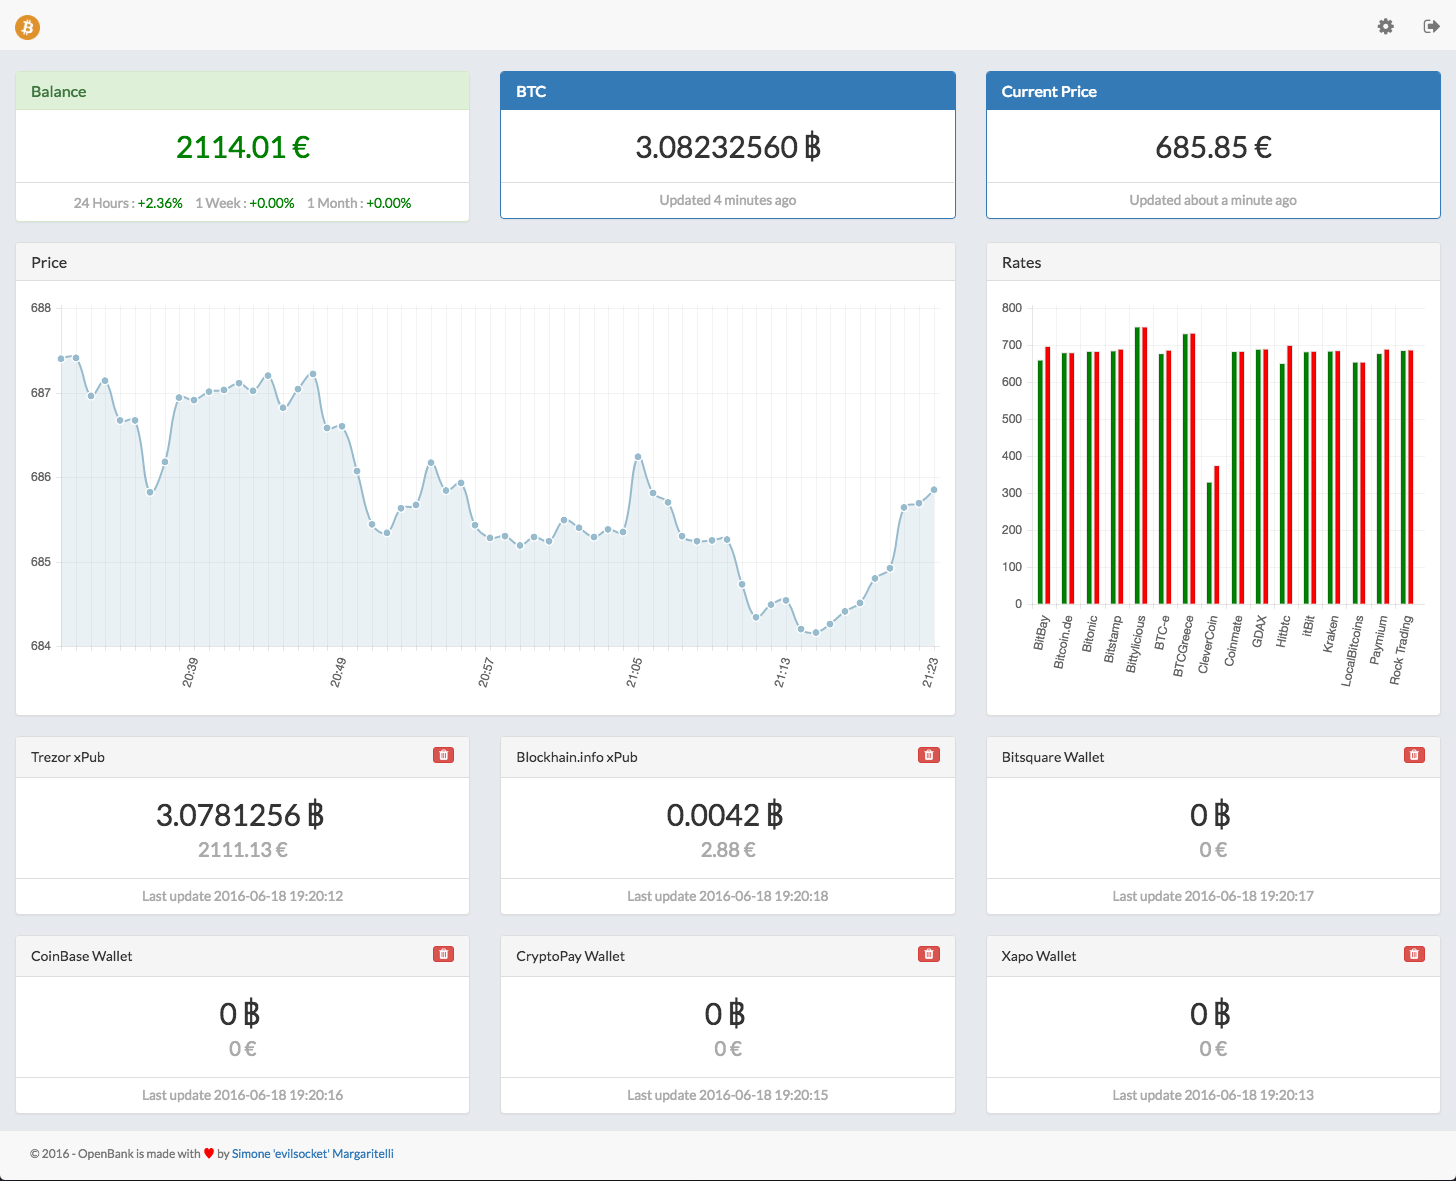 Balance
2114.01 €
24 Hours : +2.36% 1 Week : +0.00% 1 Month : +0.00%
BTC
3.08232560 ฿
Updated 4 minutes ago
Current Price
685.85 €
Updated about a minute ago
Price
688
687
686
685
684
20:39
20:49
20:57
21:05
21:13
21:23
Rates
800
700
600
500
400
300
200
100
0
BitBay
Bitcoin.de
Bitonic
Bitstamp
Bittylicious
BTC-e
BTCGreece
CleverCoin
Coinmate
GDAX
Hitbtc
itBit
Kraken
LocalBitcoins
Paymium
Rock Trading
Trezor xPub
3.0781256 ฿
2111.13 €
Last update 2016-06-18 19:20:12
Blockhain.info xPub
0.0042 ฿
2.88 €
Last update 2016-06-18 19:20:18
Bitsquare Wallet
0 ฿
0 €
Last update 2016-06-18 19:20:17
CoinBase Wallet
0 ฿
0 €
Last update 2016-06-18 19:20:16
CryptoPay Wallet
0 ฿
0 €
Last update 2016-06-18 19:20:15
Xapo Wallet
0 ฿
0 €
Last update 2016-06-18 19:20:13
© 2016 - OpenBank is made with ♥ by Simone 'evilsocket' Margaritelli